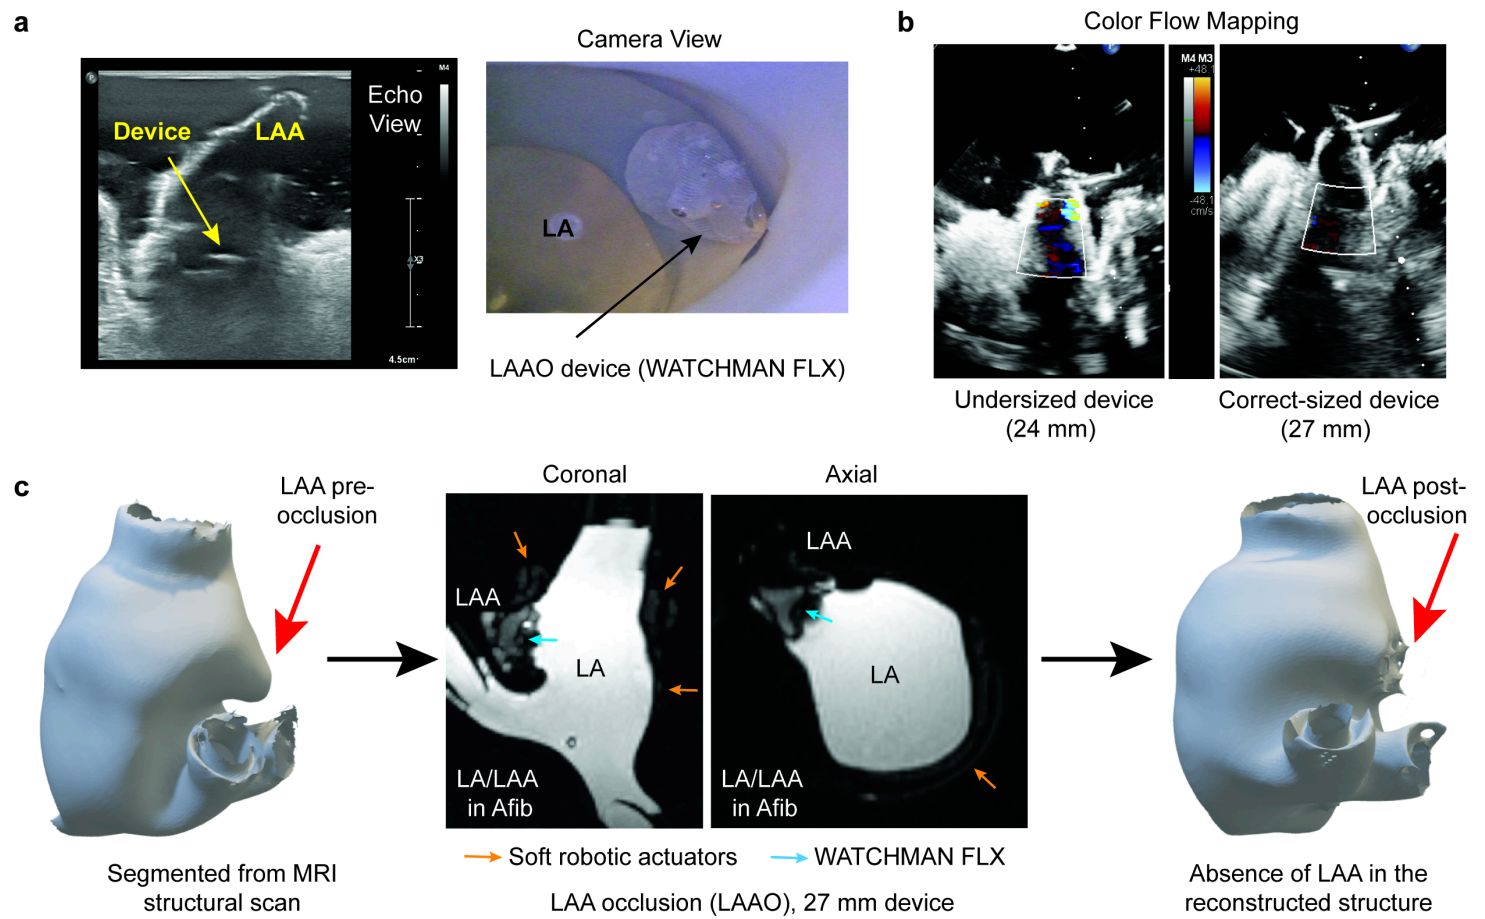 a
Camera View
Echo
View
M4
Device
LAA
X3
4.5cm
LA
LAAO device (WATCHMAN FLX)
b
Color Flow Mapping
M4 M3
+48.1
-48.1
cm/s
Undersized device
(24 mm)
Correct-sized device
(27 mm)
c
LAA pre-
occlusion
Segmented from MRI
structural scan
Coronal
LAA
LA
LA/LAA
in Afib
Axial
LAA
LA
LA/LAA
in Afib
Soft robotic actuators
WATCHMAN FLX
LAA occlusion (LAAO), 27 mm device
LAA post-
occlusion
Absence of LAA in the
reconstructed structure